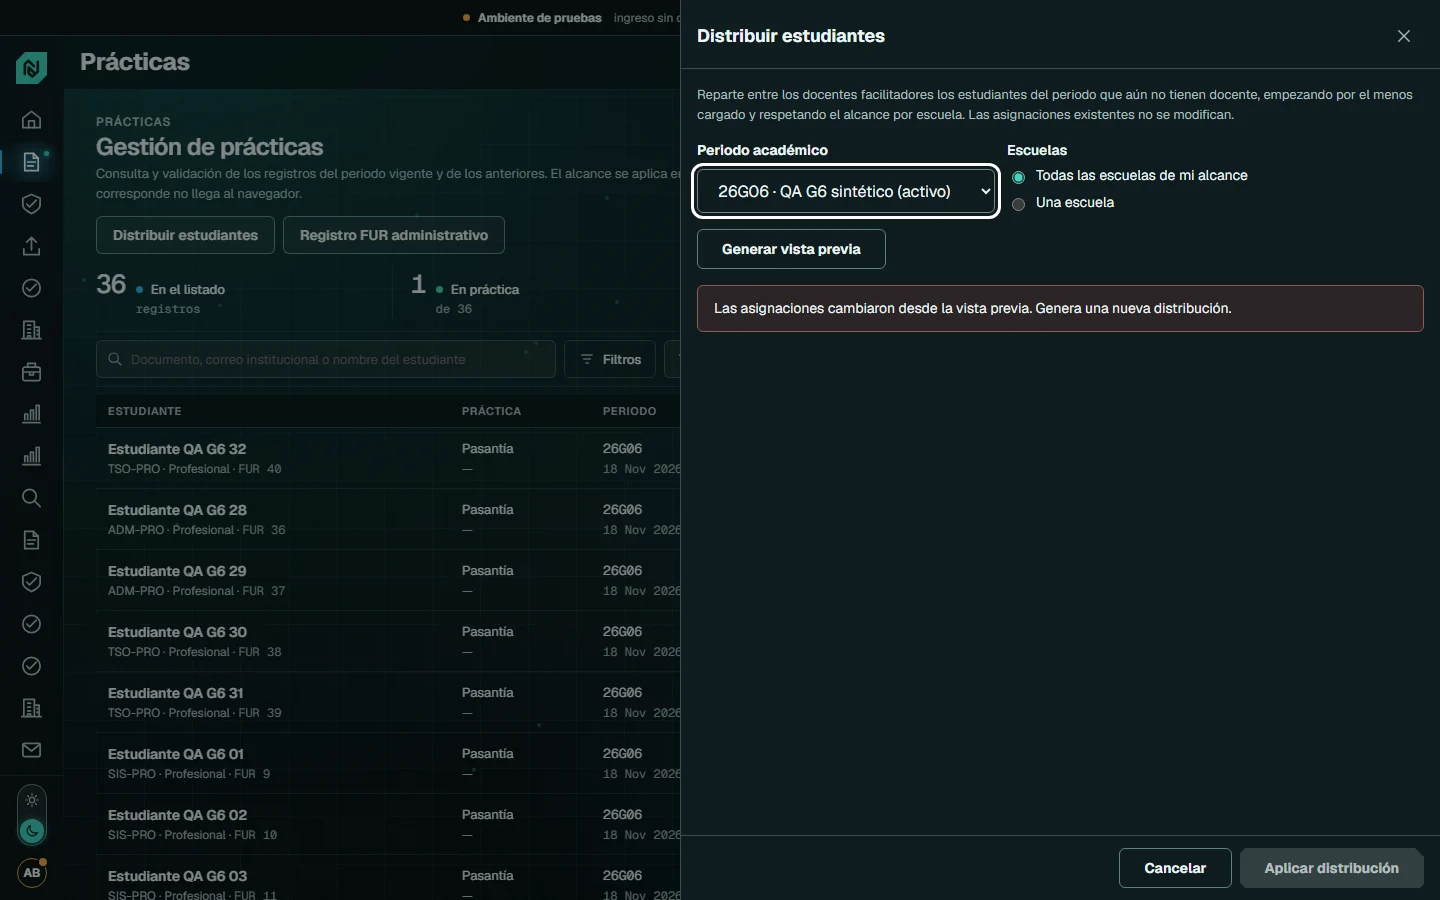 Ambiente de pruebas ingreso sin
Prácticas
PRÁCTICAS
Gestión de prácticas
Consulta y validación de los registros del periodo vigente y de los anteriores. El alcance se aplica
corresponde no llega al navegador.
Distribuir estudiantes
Registro FUR administrativo
36 En el listado
registros
1 En práctica
de 36
Documento, correo institucional o nombre del estudiante
Filtros
ESTUDIANTE PRÁCTICA PERIODO
Estudiante QA G6 32 Pasantía 26G06
TSO-PRO · Profesional · FUR 40 — 18 Nov 2026
Estudiante QA G6 28 Pasantía 26G06
ADM-PRO · Profesional · FUR 36 — 18 Nov 2026
Estudiante QA G6 29 Pasantía 26G06
ADM-PRO · Profesional · FUR 37 — 18 Nov 2026
Estudiante QA G6 30 Pasantía 26G06
TSO-PRO · Profesional · FUR 38 — 18 Nov 2026
Estudiante QA G6 31 Pasantía 26G06
TSO-PRO · Profesional · FUR 39 — 18 Nov 2026
Estudiante QA G6 01 Pasantía 26G06
SIS-PRO · Profesional · FUR 9 — 18 Nov 2026
Estudiante QA G6 02 Pasantía 26G06
SIS-PRO · Profesional · FUR 10 — 18 Nov 2026
Estudiante QA G6 03 Pasantía 26G06
SIS-PRO · Profesional · FUR 11 — 18 Nov 2026
AB
Distribuir estudiantes
Reparte entre los docentes facilitadores los estudiantes del periodo que aún no tienen docente, empezando por el menos
cargado y respetando el alcance por escuela. Las asignaciones existentes no se modifican.
Periodo académico
26G06 · QA G6 sintético (activo)
Escuelas
Todas las escuelas de mi alcance
Una escuela
Generar vista previa
Las asignaciones cambiaron desde la vista previa. Genera una nueva distribución.
Cancelar
Aplicar distribución